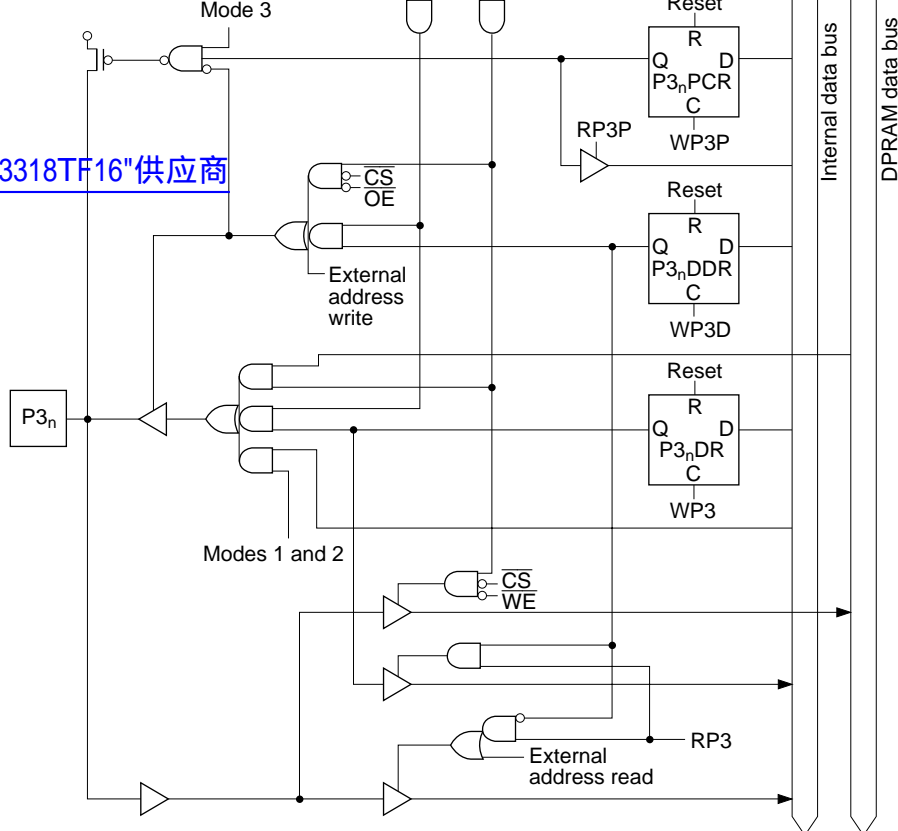 Mode 3
Reset
R
Q D
P3nPCR
C
WP3P
RP3P
Internal data bus
DPRAM data bus
3318TF16"供应商
CS
OE
Reset
R
Q D
P3nDDR
C
WP3D
External
address
write
Reset
R
Q D
P3nDR
C
WP3
P3n
Modes 1 and 2
CS
WE
RP3
External
address read